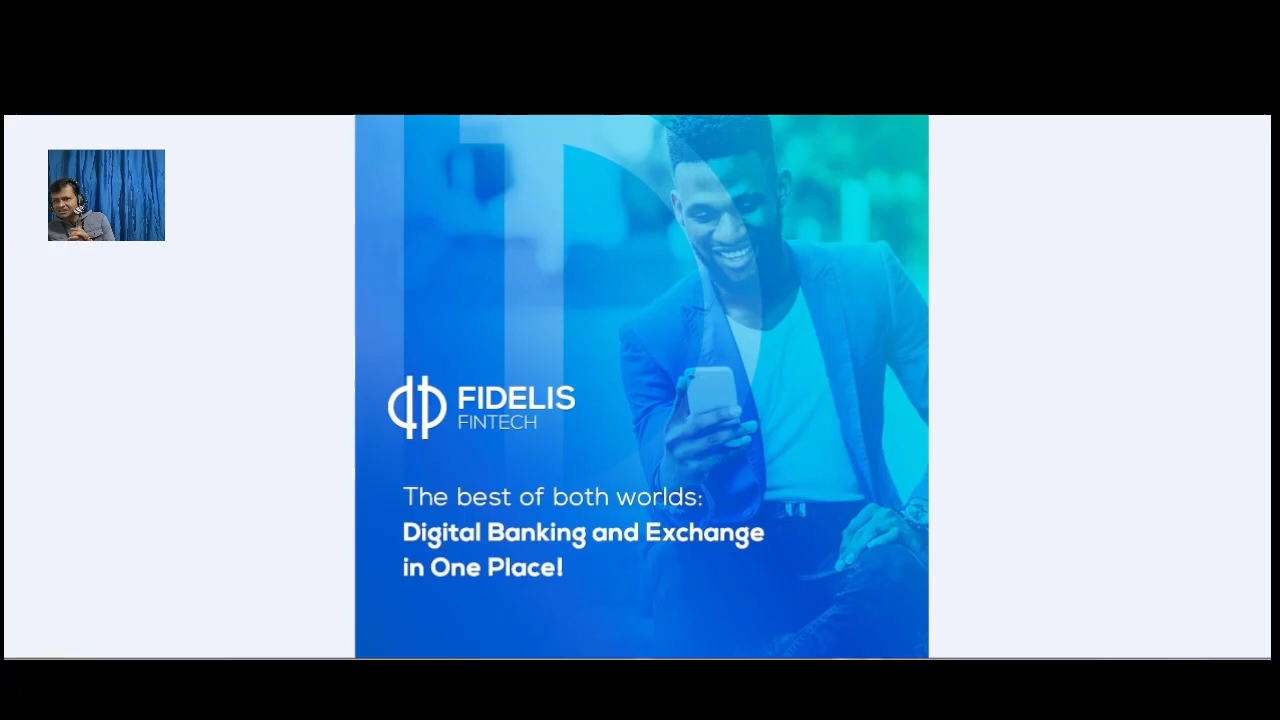 FIDELIS
FINTECH
The best of both worlds:
Digital Banking and Exchange
in One Place!